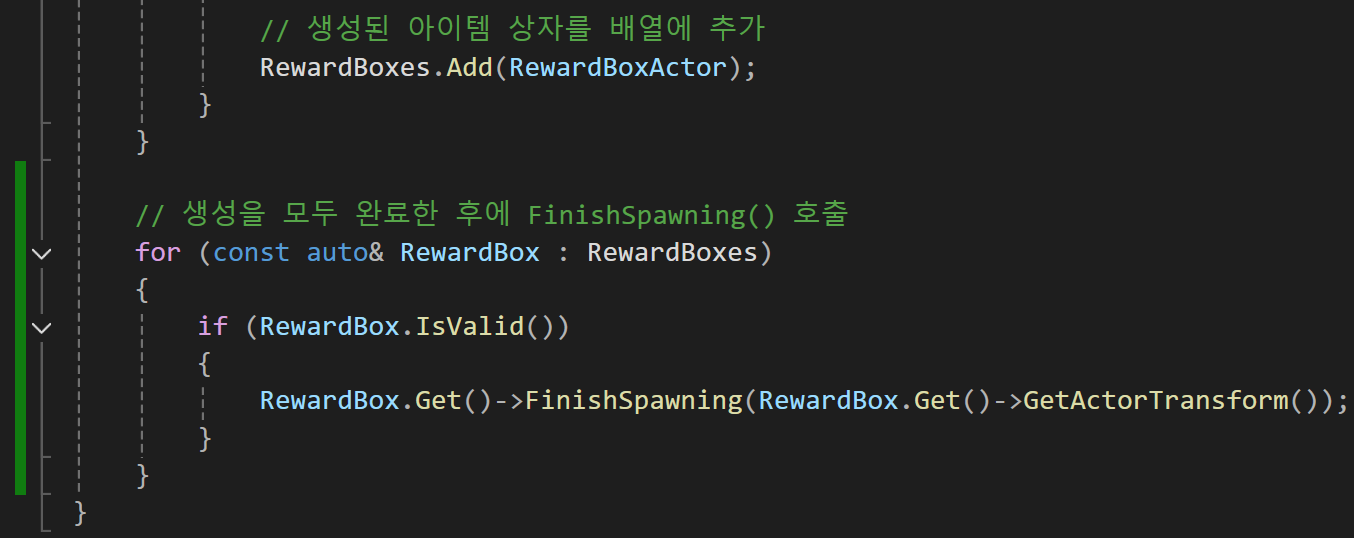 // 생성된 아이템 상자를 배열에 추가
RewardBoxes.Add(RewardBoxActor);
}
}
// 생성을 모두 완료한 후에 FinishSpawning() 호출
for (const auto& RewardBox : RewardBoxes)
{
if (RewardBox.IsValid())
{
RewardBox.Get()->FinishSpawning(RewardBox.Get()->GetActorTransform());
}
}
}